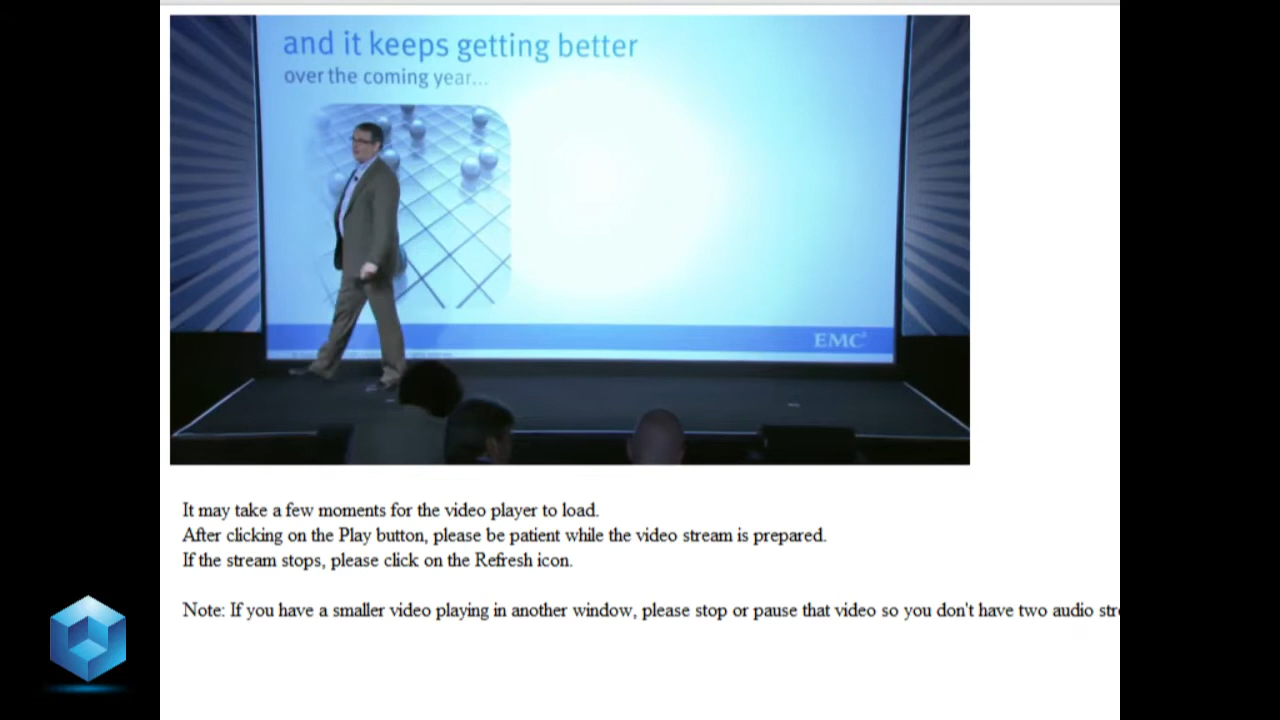 and it keeps getting better
over the coming year...
EMC²
It may take a few moments for the video player to load.
After clicking on the Play button, please be patient while the video stream is prepared.
If the stream stops, please click on the Refresh icon.
Note: If you have a smaller video playing in another window, please stop or pause that video so you don't have two audio